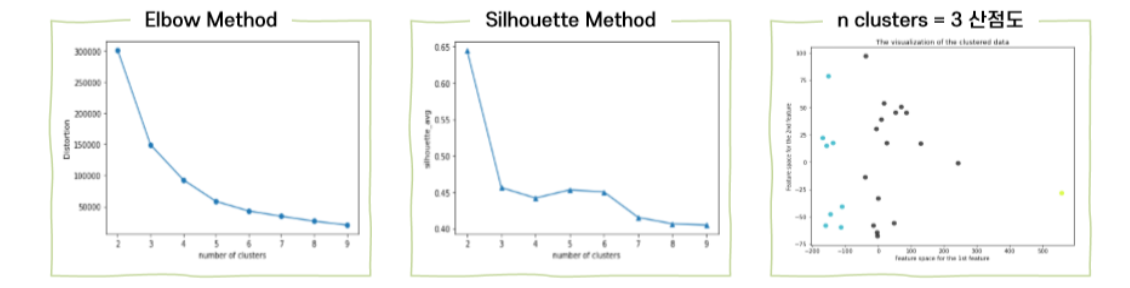 Elbow Method
300000
250000
200000
150000
100000
50000
Distortion
2 3 4 5 6 7 8 9
number of clusters
Silhouette Method
0.65
0.60
0.55
0.50
0.45
0.40
silhouette_avg
2 3 4 5 6 7 8 9
number of clusters
n clusters = 3 산점도
The visualization of the clustered data
100
75
50
25
0
−25
−50
−75
Feature space for the 2nd feature
−200 −100 0 100 200 300 400 500
Feature space for the 1st feature